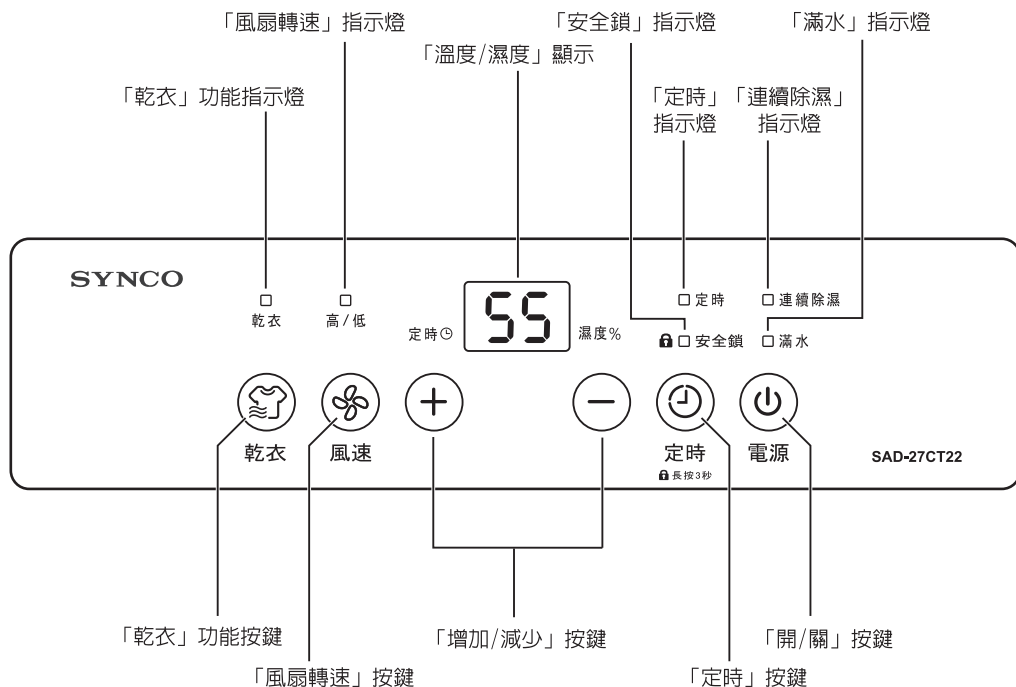 「風扇轉速」指示燈
「安全鎖」指示燈
「滿水」指示燈
「溫度/濕度」顯示
「乾衣」功能指示燈
「定時」
指示燈
「連續除濕」
指示燈
SYNCO
乾衣
高/低
定時
55
濕度%
定時
連續除濕
安全鎖
滿水
乾衣
風速
定時
長按3秒
電源
SAD-27CT22
「乾衣」功能按鍵
「增加/減少」按鍵
「開/關」按鍵
「風扇轉速」按鍵
「定時」按鍵